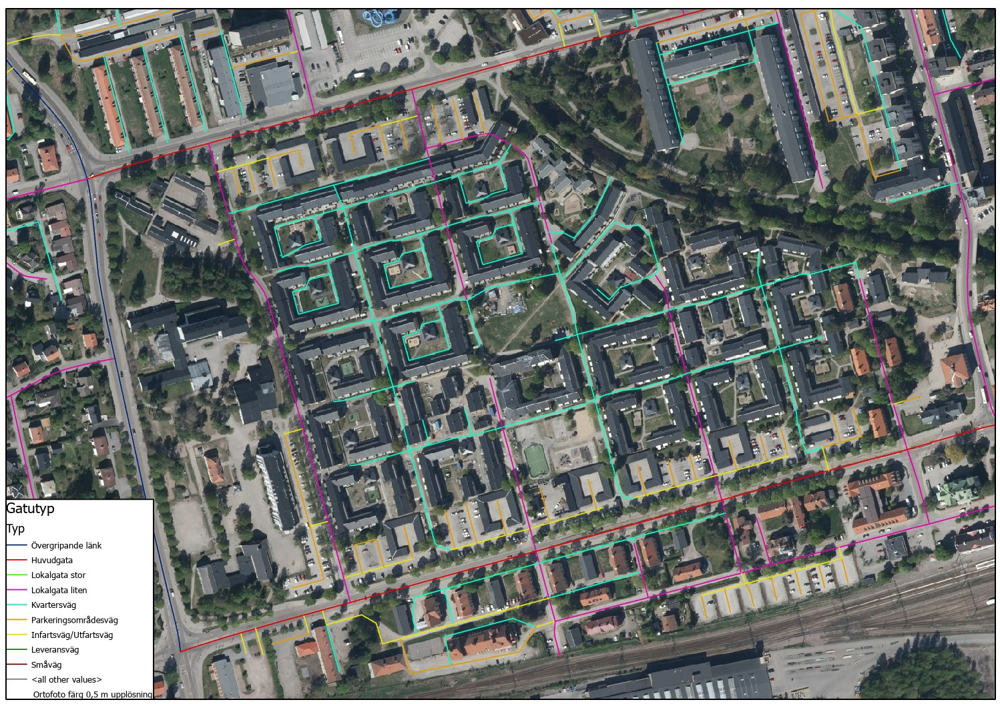 Gatutyp
Typ
Övergripande länk
Huvudgata
Lokalgata stor
Lokalgata liten
Kvartersväg
Parkeringsområdesväg
Infartsväg/Utfartsväg
Leveransväg
Småväg
<all other values>
Ortofoto färg 0,5 m upplösning